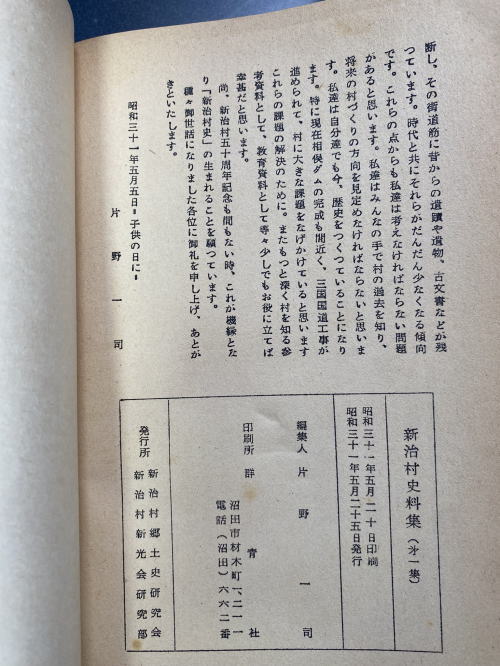 断し、その街道筋に昔からの遺蹟や遺物、古文書などが残
つています。時代と共にそれらがだんだん少なくなる傾向
です。これらの点からも私達は考えなければならない問題
があると思います。私達はみんなの手で村の過去を知り、
将来の村づくりの方向を見定めなければならないと思いま
す。私達は自分達でも今、歴史をつくつていることになり
ます。特に現在相俣ダムの完成も間近く、三国国道工事が
進められて、村に大きな課題をなげかけていると思います
これらの課題の解決のために。またもつと深く村を知る参
考資料として、教育資料として等々少しでもお役に立てば
幸甚だと思います。
尚、新治村五十周年記念も間もない時、これが機縁とな
り「新治村史」の生まれることを願つています。
種々御世話になりました各位に御礼を申し上げ、あとが
きといたします。
昭和三十一年五月五日＝子供の日に＝
片野一司
新治村史料集（第一集）
昭和三十一年五月二十日印刷
昭和三十一年五月二十五日発行
編集人 片野一司
印刷所 群青社
沼田市材木町一、二一一
電話（沼田）六六二番
発行所 新治村郷土史研究会
新治村新光会研究部